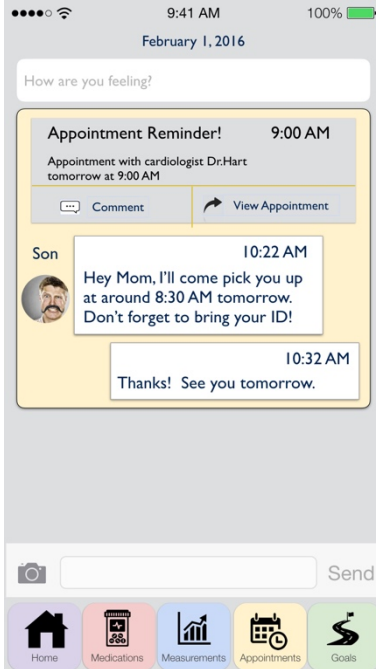 9:41 AM 100%
February 1, 2016
How are you feeling?
Appointment Reminder! 9:00 AM
Appointment with cardiologist Dr.Hart
tomorrow at 9:00 AM
Comment View Appointment
Son 10:22 AM
Hey Mom, I'll come pick you up
at around 8:30 AM tomorrow.
Don't forget to bring your ID!
10:32 AM
Thanks! See you tomorrow.
Send
Home Medications Measurements Appointments Goals